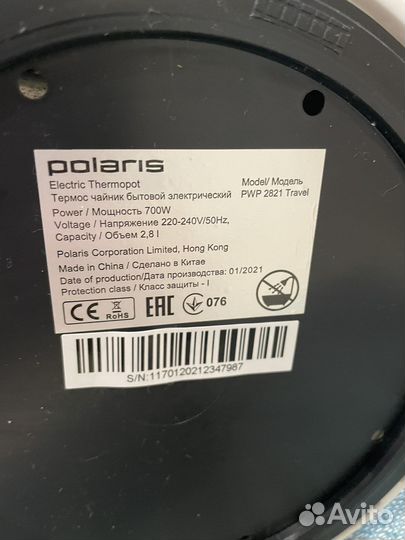 polaris
Electric Thermopot Model/ Модель
Термос чайник бытовой электрический PWP 2821 Travel
Power / Мощность 700W
Voltage / Напряжение 220-240V/50Hz,
Capacity / Объем 2,8 l
Polaris Corporation Limited, Hong Kong
Made in China / Сделано в Китае
Date of production/Дата производства: 01/2021
Protection class / Класс защиты - I
CE RoHS EAC 076
S/N:1170120212347987
Avito